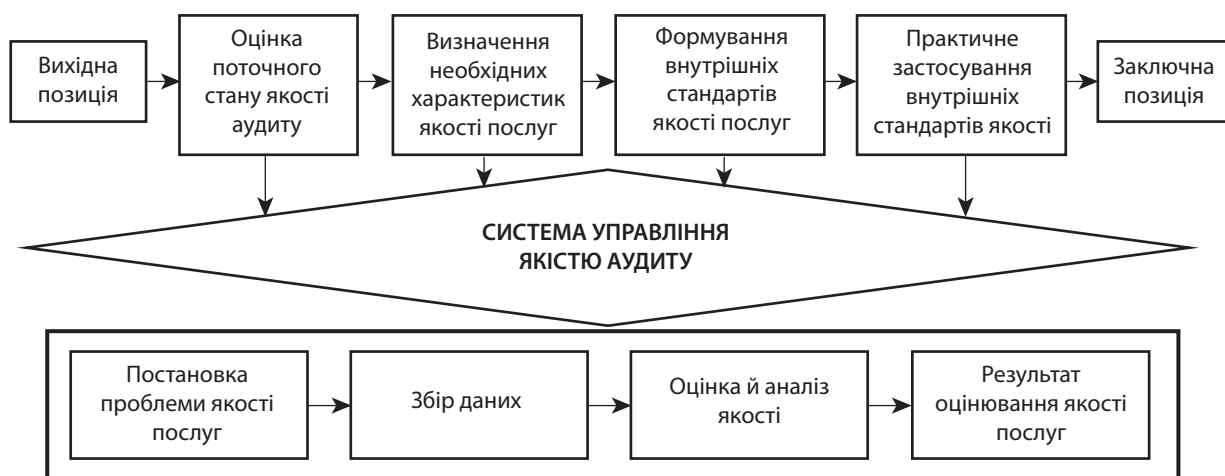 Вихідна
позиція
Оцінка
поточного
стану якості
аудиту
Визначення
необхідних
характеристик
якості послуг
Формування
внутрішніх
стандартів
якості послуг
Практичне
застосування
внутрішніх
стандартів якості
Заключна
позиція
СИСТЕМА УПРАВЛІННЯ
ЯКІСТЮ АУДИТУ
Постановка
проблеми якості
послуг
Збір даних
Оцінка й аналіз
якості
Результат
оцінювання якості
послуг